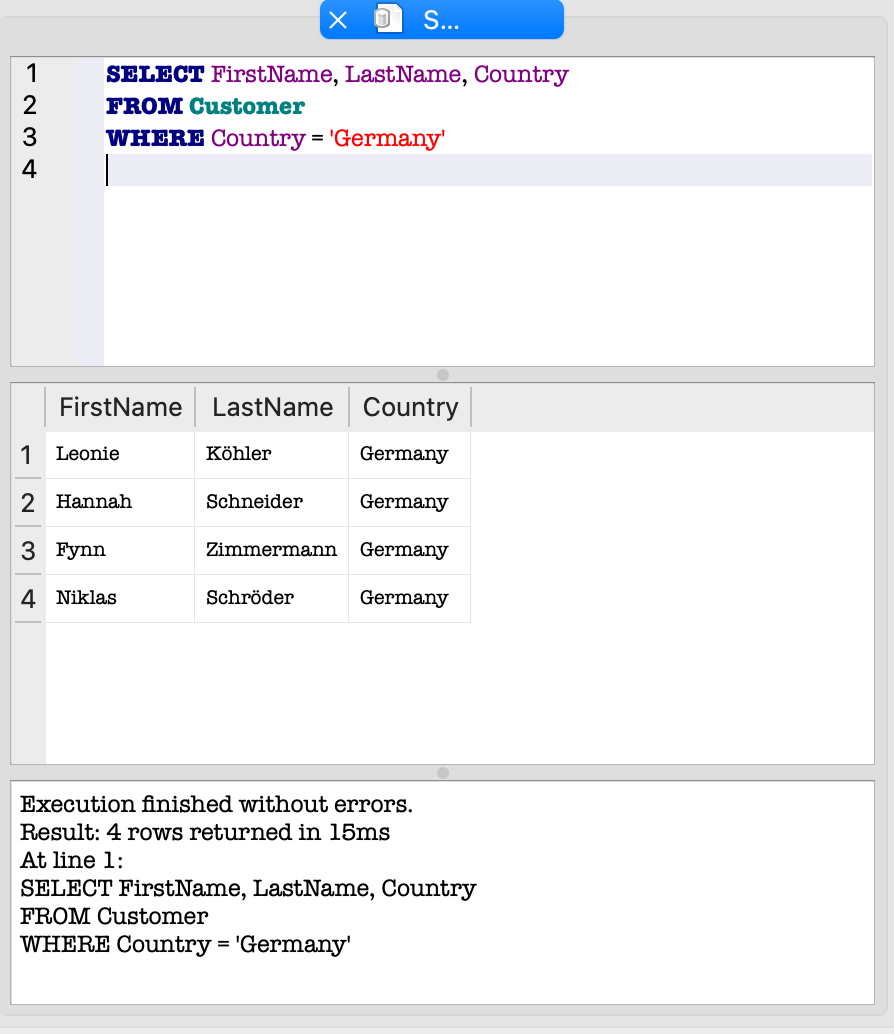 S...
1 SELECT FirstName, LastName, Country
2 FROM Customer
3 WHERE Country = 'Germany'
4
FirstName LastName Country
1 Leonie Köhler Germany
2 Hannah Schneider Germany
3 Fynn Zimmermann Germany
4 Niklas Schröder Germany
Execution finished without errors.
Result: 4 rows returned in 15ms
At line 1:
SELECT FirstName, LastName, Country
FROM Customer
WHERE Country = 'Germany'